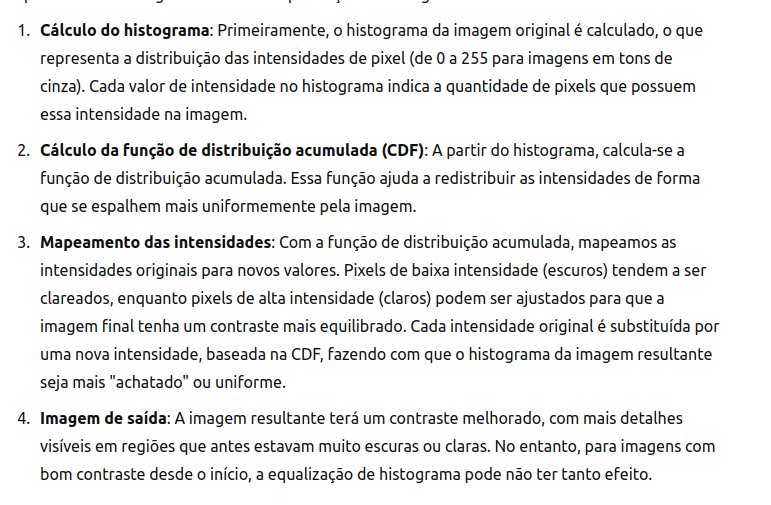 1. Cálculo do histograma: Primeiramente, o histograma da imagem original é calculado, o que
representa a distribuição das intensidades de pixel (de 0 a 255 para imagens em tons de
cinza). Cada valor de intensidade no histograma indica a quantidade de pixels que possuem
essa intensidade na imagem.
2. Cálculo da função de distribuição acumulada (CDF): A partir do histograma, calcula-se a
função de distribuição acumulada. Essa função ajuda a redistribuir as intensidades de forma
que se espalhem mais uniformemente pela imagem.
3. Mapeamento das intensidades: Com a função de distribuição acumulada, mapeamos as
intensidades originais para novos valores. Pixels de baixa intensidade (escuros) tendem a ser
clareados, enquanto pixels de alta intensidade (claros) podem ser ajustados para que a
imagem final tenha um contraste mais equilibrado. Cada intensidade original é substituída por
uma nova intensidade, baseada na CDF, fazendo com que o histograma da imagem resultante
seja mais "achatado" ou uniforme.
4. Imagem de saída: A imagem resultante terá um contraste melhorado, com mais detalhes
visíveis em regiões que antes estavam muito escuras ou claras. No entanto, para imagens com
bom contraste desde o início, a equalização de histograma pode não ter tanto efeito.